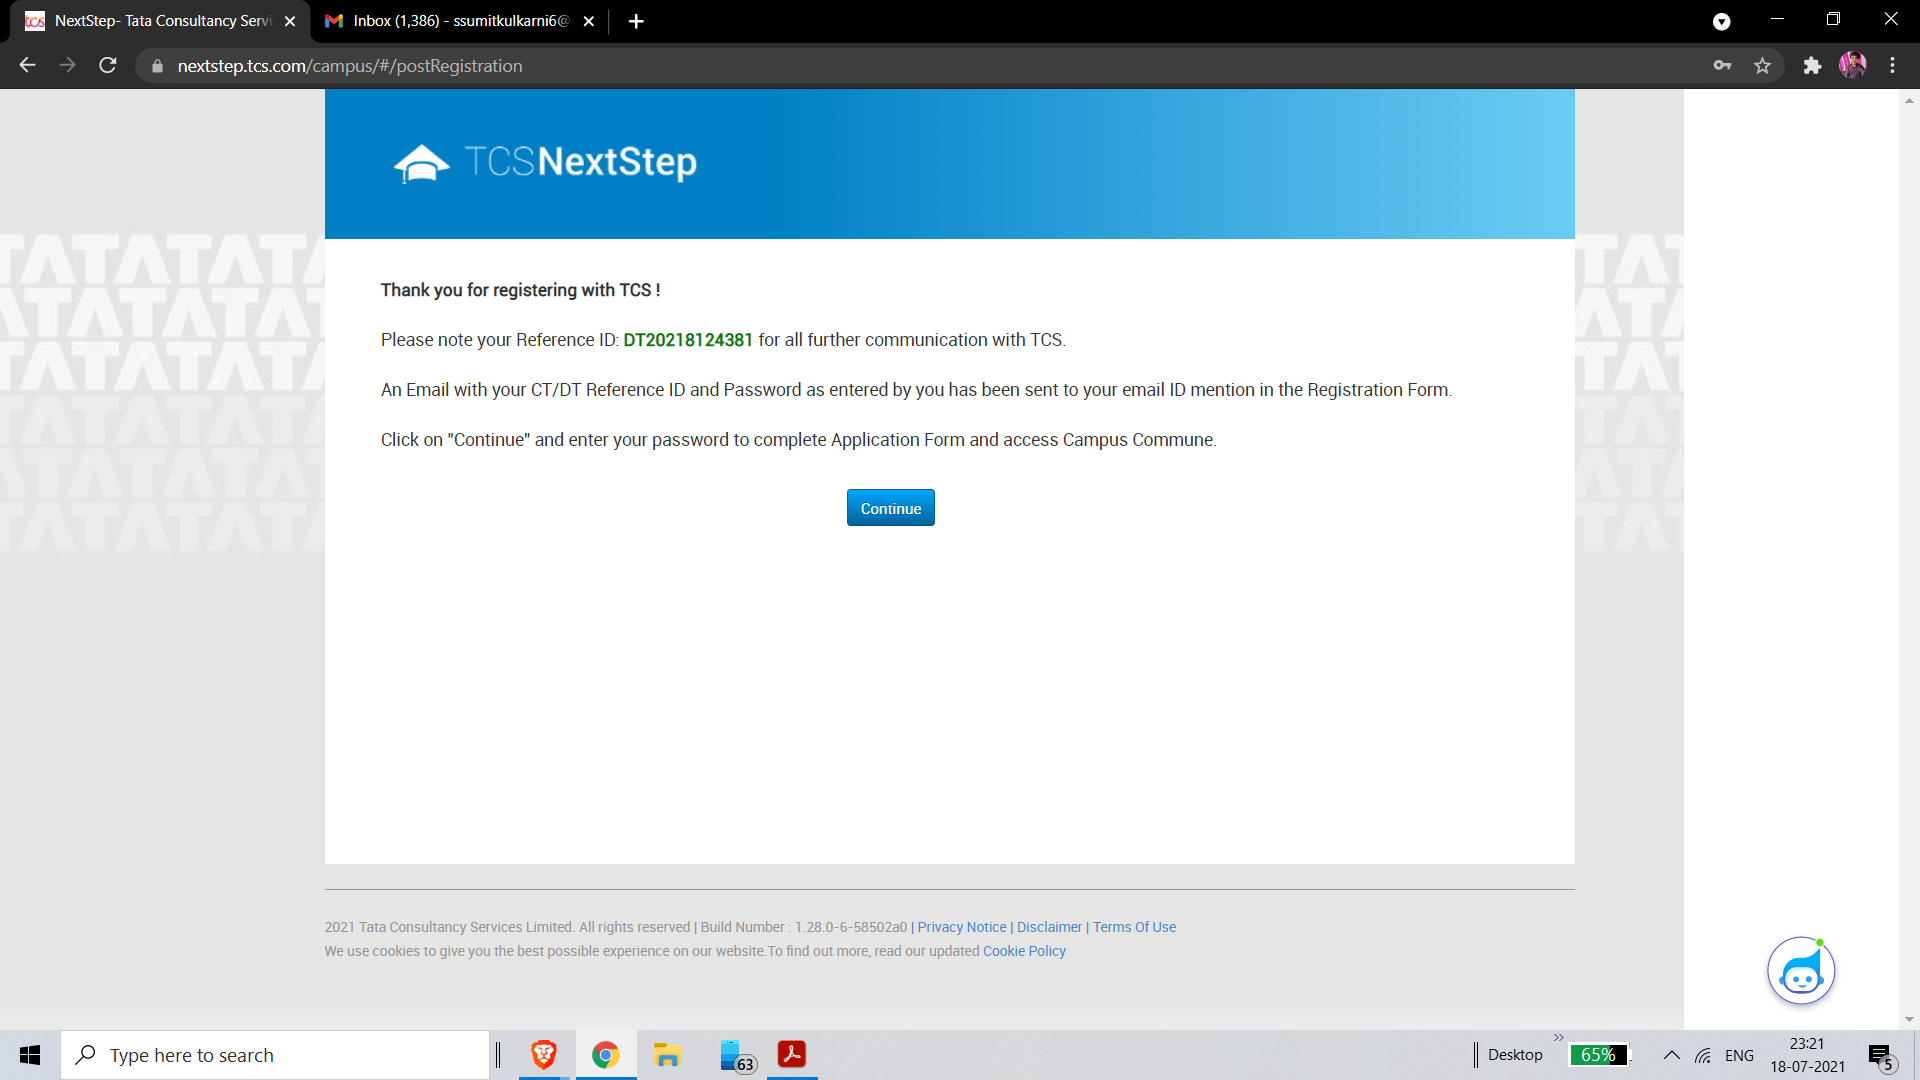 NextStep- Tata Consultancy Servi
Inbox (1,386) - ssumitkulkarni6@
nextstep.tcs.com/campus/#/postRegistration
TCSNextStep
Thank you for registering with TCS !
Please note your Reference ID: DT20218124381 for all further communication with TCS.
An Email with your CT/DT Reference ID and Password as entered by you has been sent to your email ID mention in the Registration Form.
Click on "Continue" and enter your password to complete Application Form and access Campus Commune.
Continue
2021 Tata Consultancy Services Limited. All rights reserved | Build Number : 1.28.0-6-58502a0 | Privacy Notice | Disclaimer | Terms Of Use
We use cookies to give you the best possible experience on our website.To find out more, read our updated Cookie Policy
Type here to search
63
Desktop
65%
ENG
23:21
18-07-2021
5